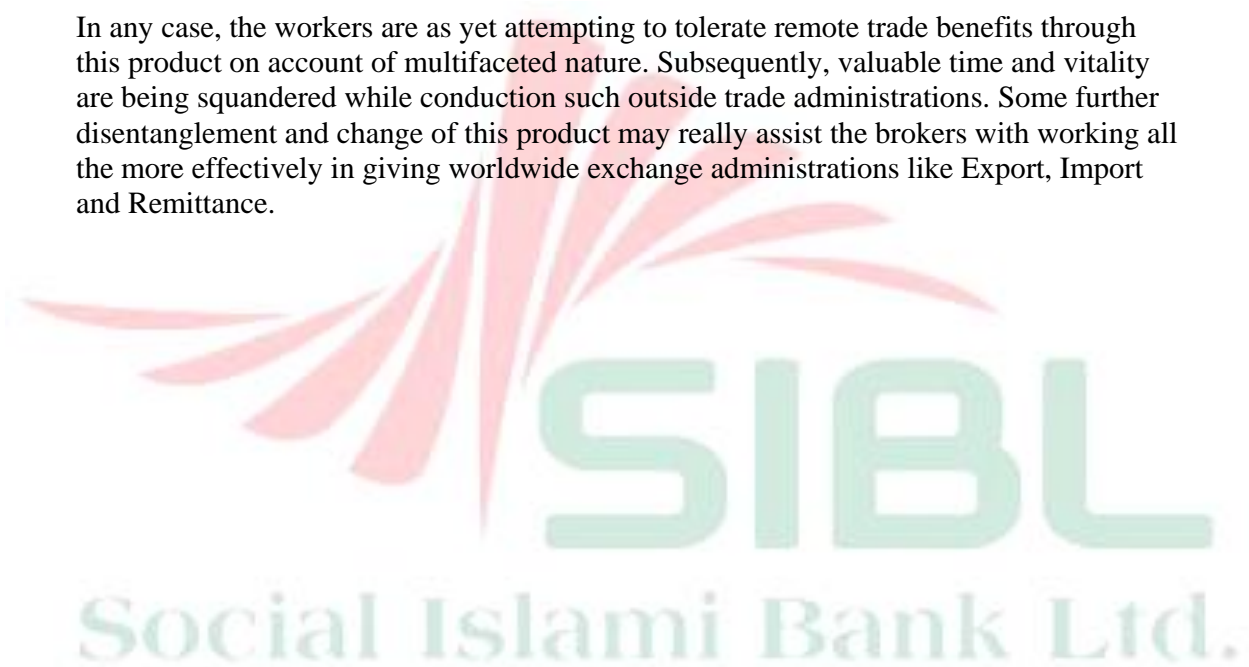 In any case, the workers are as yet attempting to tolerate remote trade benefits through
this product on account of multifaceted nature. Subsequently, valuable time and vitality
are being squandered while conduction such outside trade administrations. Some further
disentanglement and change of this product may really assist the brokers with working all
the more effectively in giving worldwide exchange administrations like Export, Import
and Remittance.
SIBL
Social Islami Bank Ltd.